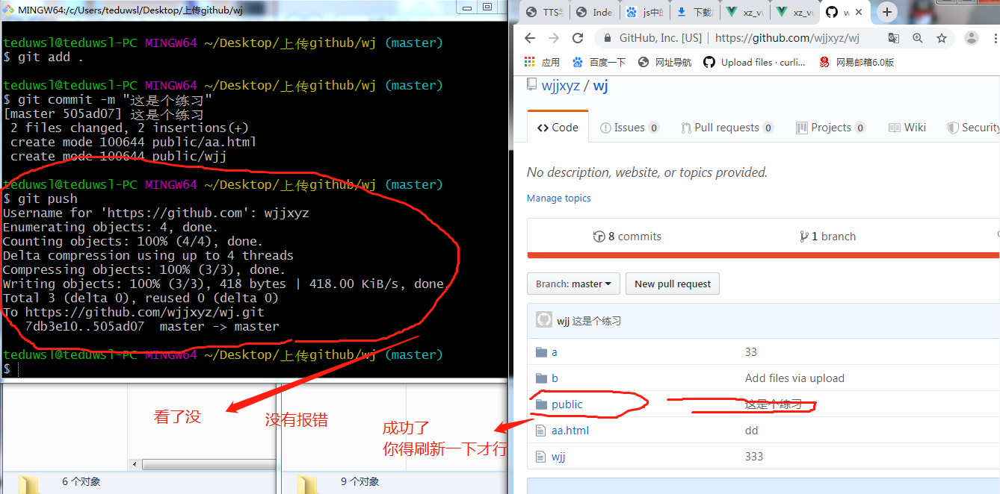 MINGW64:/c/Users/teduwsl/Desktop/上传github/wj
teduwsl@teduwsl-PC MINGW64 ~/Desktop/上传github/wj (master)
$ git add .
teduwsl@teduwsl-PC MINGW64 ~/Desktop/上传github/wj (master)
$ git commit -m "这是个练习"
[master 505ad07] 这是个练习
2 files changed, 2 insertions(+)
create mode 100644 public/aa.html
create mode 100644 public/wjj
teduwsl@teduwsl-PC MINGW64 ~/Desktop/上传github/wj (master)
$ git push
Username for 'https://github.com': wjjxyz
Enumerating objects: 4, done.
Counting objects: 100% (4/4), done.
Delta compression using up to 4 threads
Compressing objects: 100% (3/3), done.
Writing objects: 100% (3/3), 418 bytes | 418.00 KiB/s, done.
Total 3 (delta 0), reused 0 (delta 0)
To https://github.com/wjjxyz/wj.git
7db3e10..505ad07 master -> master
teduwsl@teduwsl-PC MINGW64 ~/Desktop/上传github/wj (master)
$
看了没
没有报错
成功了
你得刷新一下才行
6 个对象
9 个对象
TTS
Inde
js中的
下载
xz_vu
xz_vu
w
GitHub, Inc. [US] | https://github.com/wjjxyz/wj
应用
百度一下
网址导航
Upload files · curli...
网易邮箱6.0版
wjjxyz / wj
Code
Issues 0
Pull requests 0
Projects 0
Wiki
Security
No description, website, or topics provided.
Manage topics
8 commits
1 branch
Branch: master
New pull request
wjj 这是个练习
a 33
b Add files via upload
public 这是个练习
aa.html dd
wjj 333